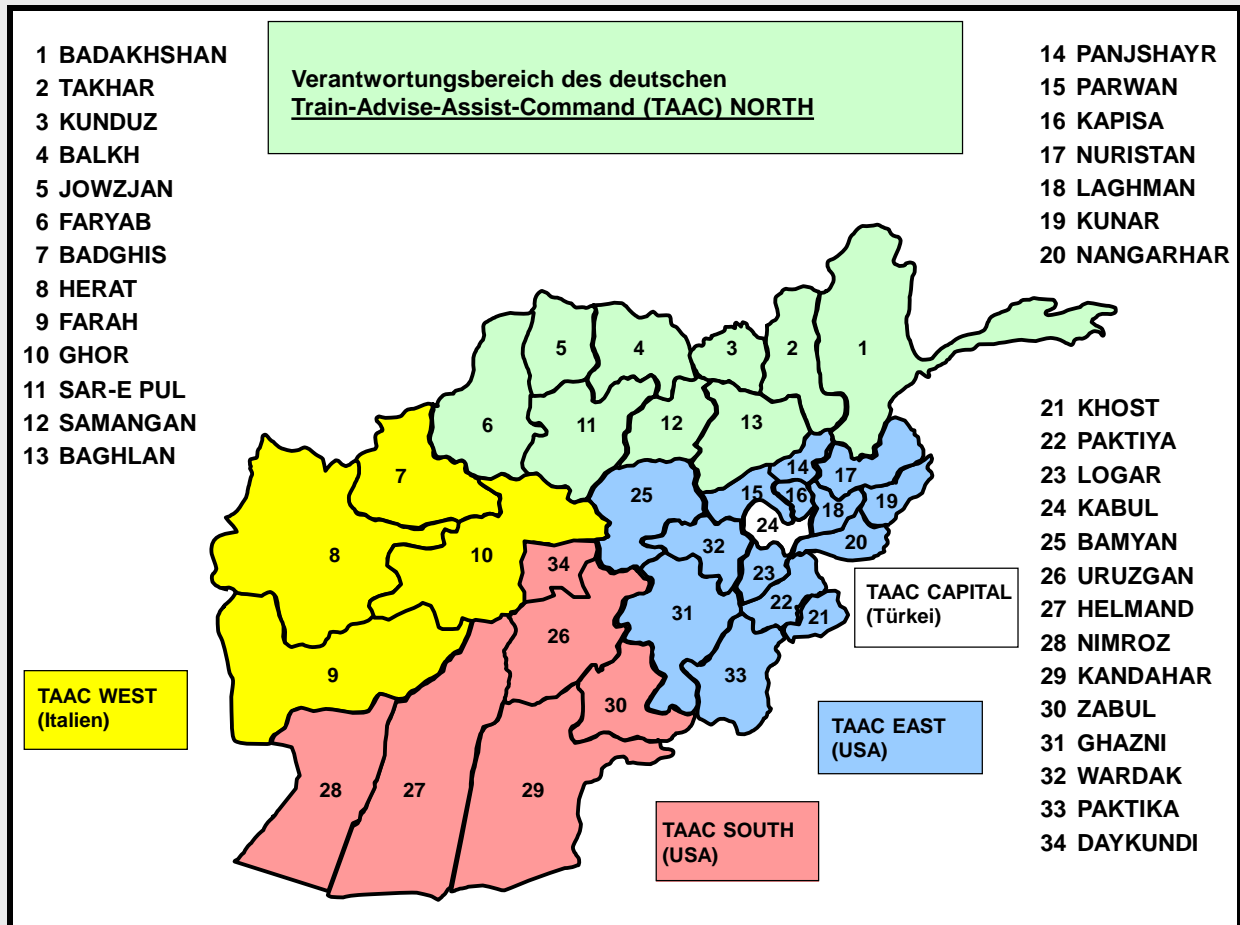 1 BADAKHSHAN
2 TAKHAR
3 KUNDUZ
4 BALKH
5 JOWZJAN
6 FARYAB
7 BADGHIS
8 HERAT
9 FARAH
10 GHOR
11 SAR-E PUL
12 SAMANGAN
13 BAGHLAN
Verantwortungsbereich des deutschen
Train-Advise-Assist-Command (TAAC) NORTH
14 PANJSHAYR
15 PARWAN
16 KAPISA
17 NURISTAN
18 LAGHMAN
19 KUNAR
20 NANGARHAR
21 KHOST
22 PAKTIYA
23 LOGAR
24 KABUL
25 BAMYAN
26 URUZGAN
27 HELMAND
28 NIMROZ
29 KANDAHAR
30 ZABUL
31 GHAZNI
32 WARDAK
33 PAKTIKA
34 DAYKUNDI
5
4
3
2
1
6
11
12
13
7
25
14
17
15
16
18
19
24
20
8
10
34
32
23
22
21
31
26
33
9
30
28
27
29
TAAC CAPITAL
(Türkei)
TAAC WEST
(Italien)
TAAC EAST
(USA)
TAAC SOUTH
(USA)